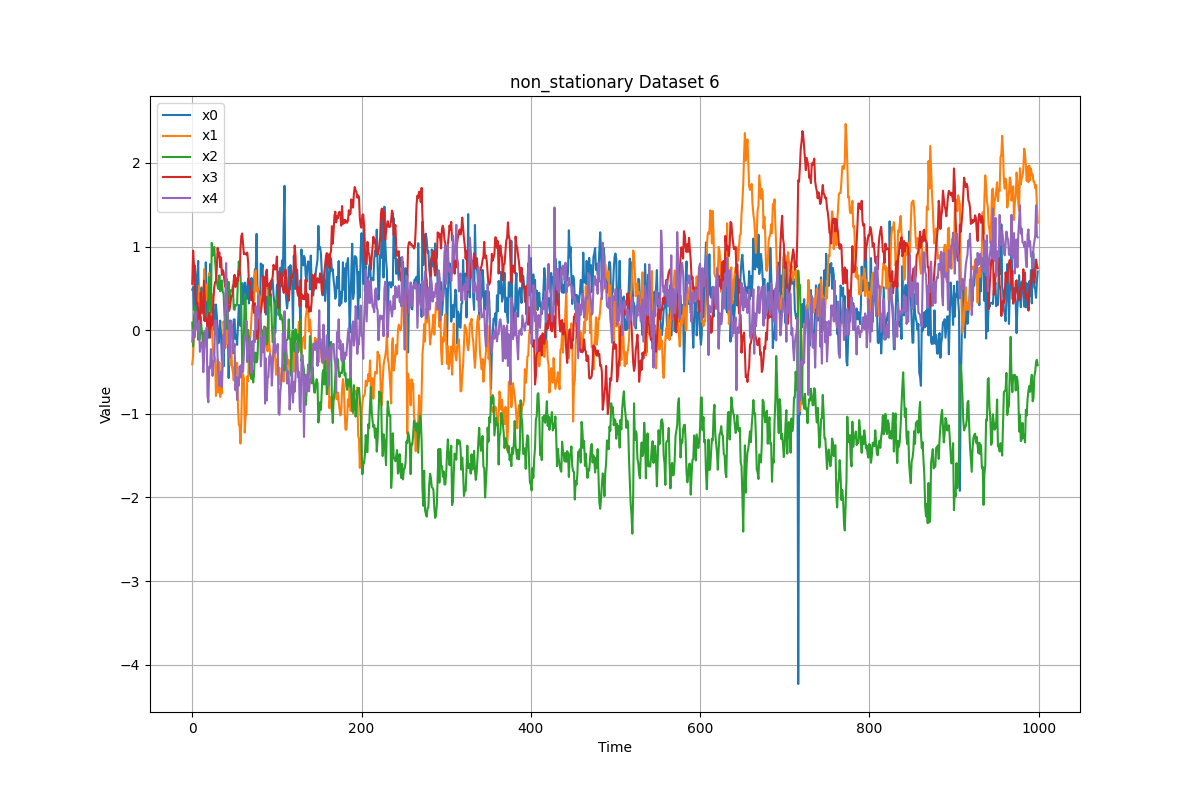 non_stationary Dataset 6
x0
x1
x2
x3
x4
Value
2
1
0
−1
−2
−3
−4
0 200 400 600 800 1000
Time